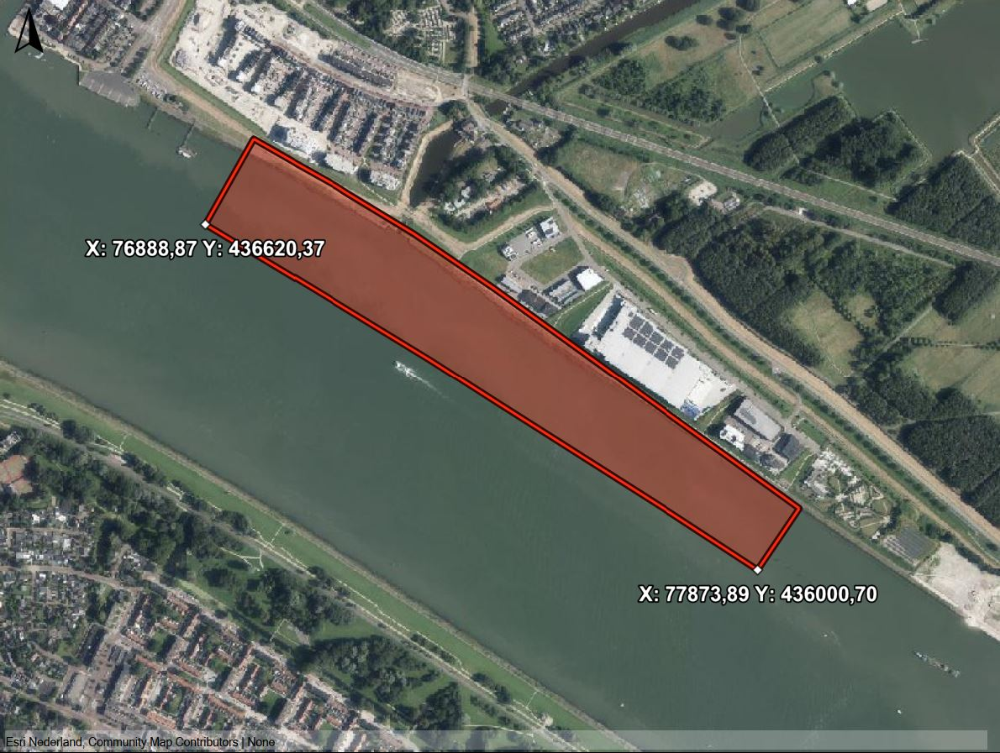 X: 76888,87 Y: 436620,37
X: 77873,89 Y: 436000,70
Esri Nederland, Community Map Contributors | None